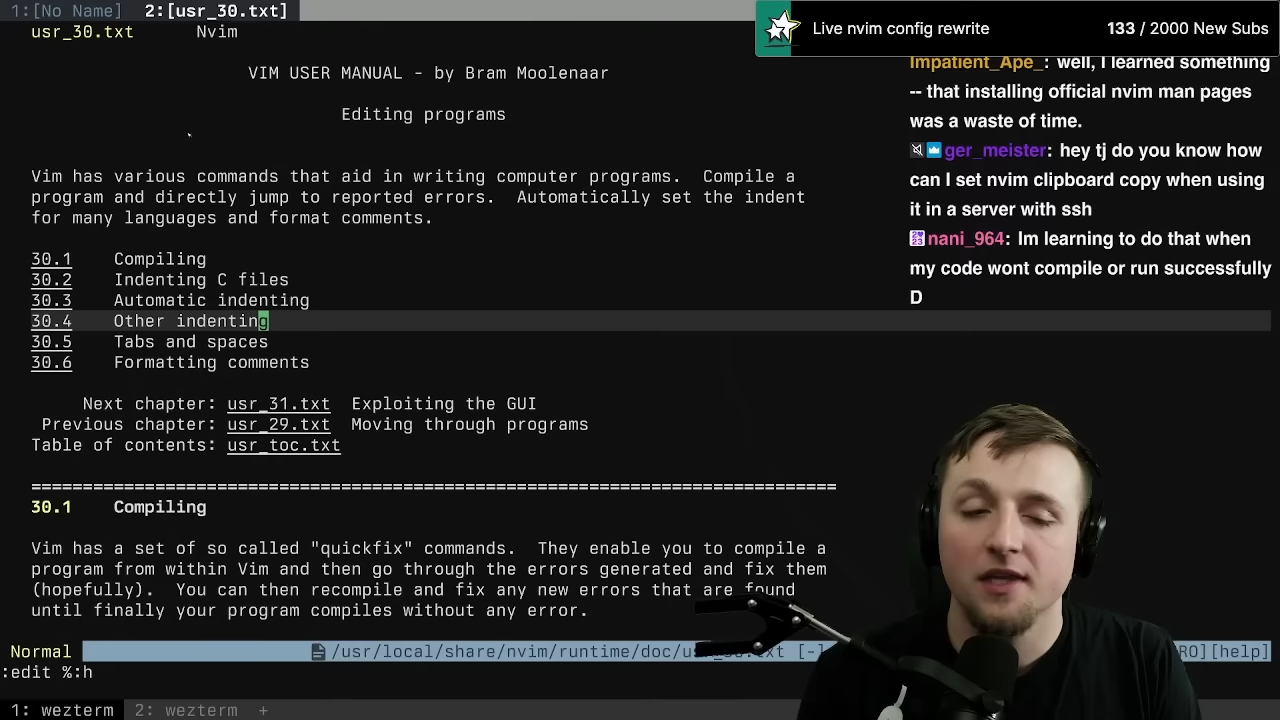 1:[No Name]  2:[usr_30.txt]
Live nvim config rewrite 133 / 2000 New Subs
usr_30.txt Nvim
VIM USER MANUAL - by Bram Moolenaar
Editing programs
Vim has various commands that aid in writing computer programs.  Compile a
program and directly jump to reported errors.  Automatically set the indent
for many languages and format comments.
30.1 Compiling
30.2 Indenting C files
30.3 Automatic indenting
30.4 Other indenting
30.5 Tabs and spaces
30.6 Formatting comments
Next chapter: usr_31.txt  Exploiting the GUI
Previous chapter: usr_29.txt  Moving through programs
Table of contents: usr_toc.txt
==============================================================================
30.1 Compiling
Vim has a set of so called "quickfix" commands.  They enable you to compile a
program from within Vim and then go through the errors generated and fix them
(hopefully).  You can then recompile and fix any new errors that are found
until finally your program compiles without any error.
Normal /usr/local/share/nvim/runtime/doc/usr_30.txt [-] RO][help]
:edit %:h
1: wezterm  2: wezterm  +
Impatient_Ape_: well, I learned something
-- that installing official nvim man pages
was a waste of time.
ger_meister: hey tj do you know how
can I set nvim clipboard copy when using
it in a server with ssh
nani_964: Im learning to do that when
my code wont compile or run successfully
D